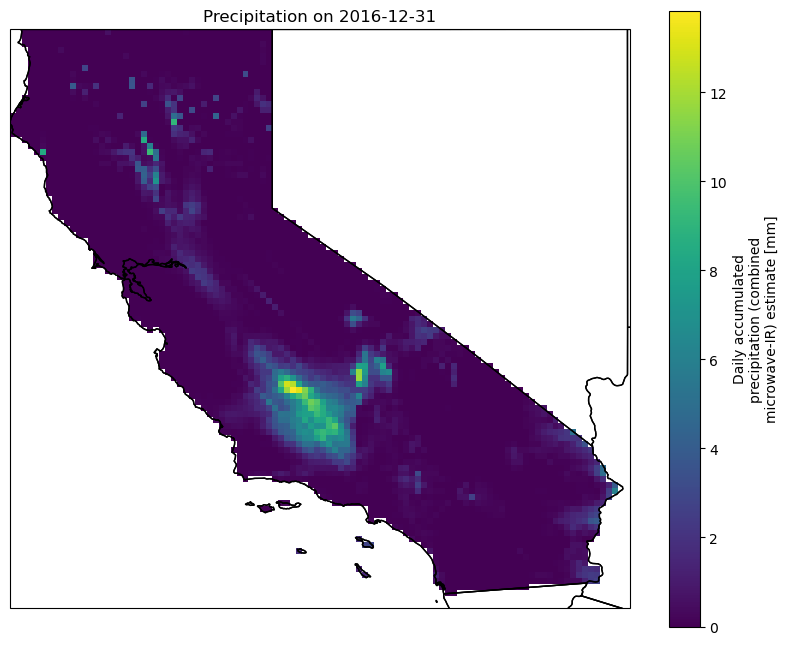 Precipitation on 2016-12-31
12
10
8
6
4
2
0
Daily accumulated
precipitation (combined
microwave-IR) estimate [mm]